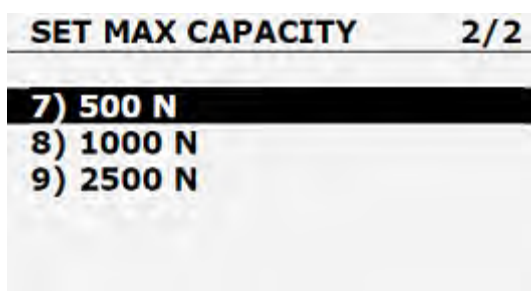 SET MAX CAPACITY 2/2
7) 500 N
8) 1000 N
9) 2500 N